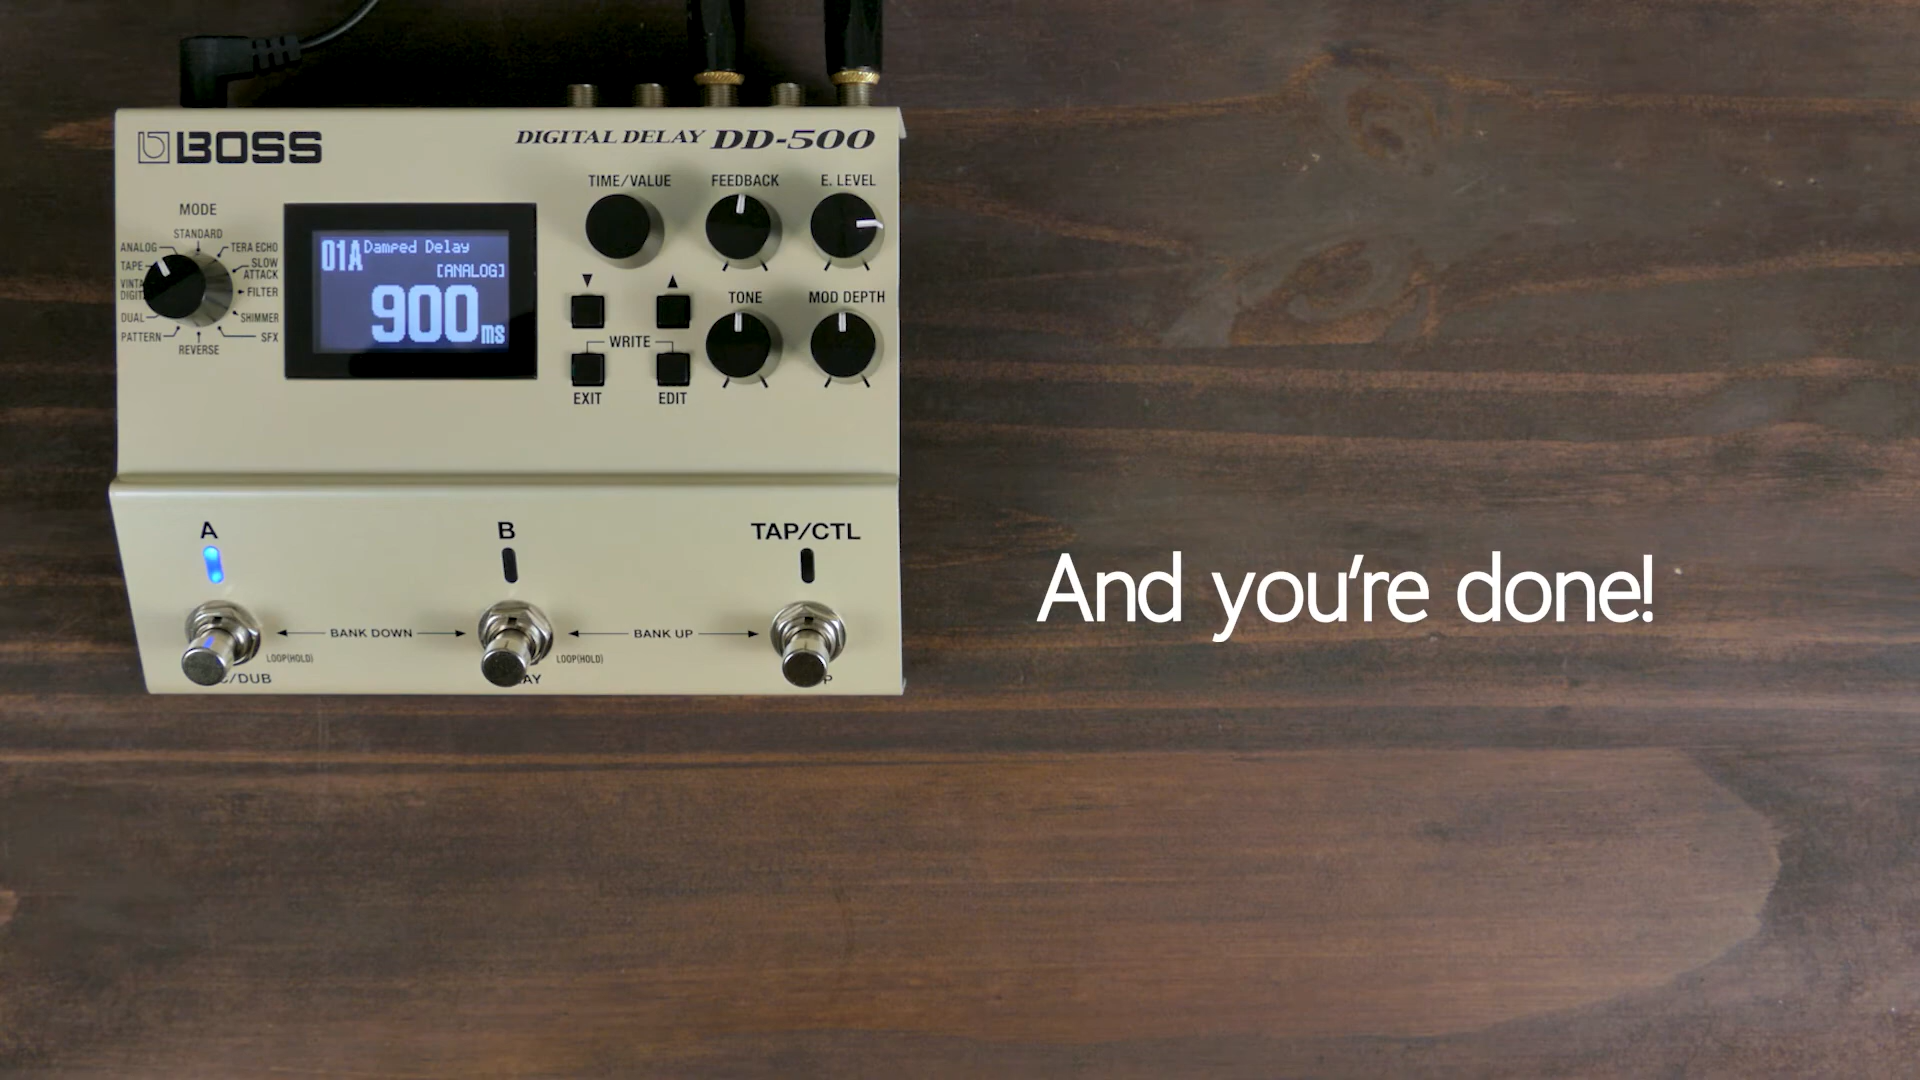 BOSS
DIGITAL DELAY DD-500
TIME/VALUE
FEEDBACK
E. LEVEL
MODE
STANDARD
ANALOG
TERA ECHO
TAPE
SLOW
ATTACK
FILTER
DUAL
SHIMMER
PATTERN
SFX
REVERSE
01A Damped Delay
[ANALOG]
900ms
TONE
MOD DEPTH
WRITE
EXIT
EDIT
A
B
TAP/CTL
BANK DOWN
BANK UP
LOOP(HOLD)
LOOP(HOLD)
/DUB
And you're done!